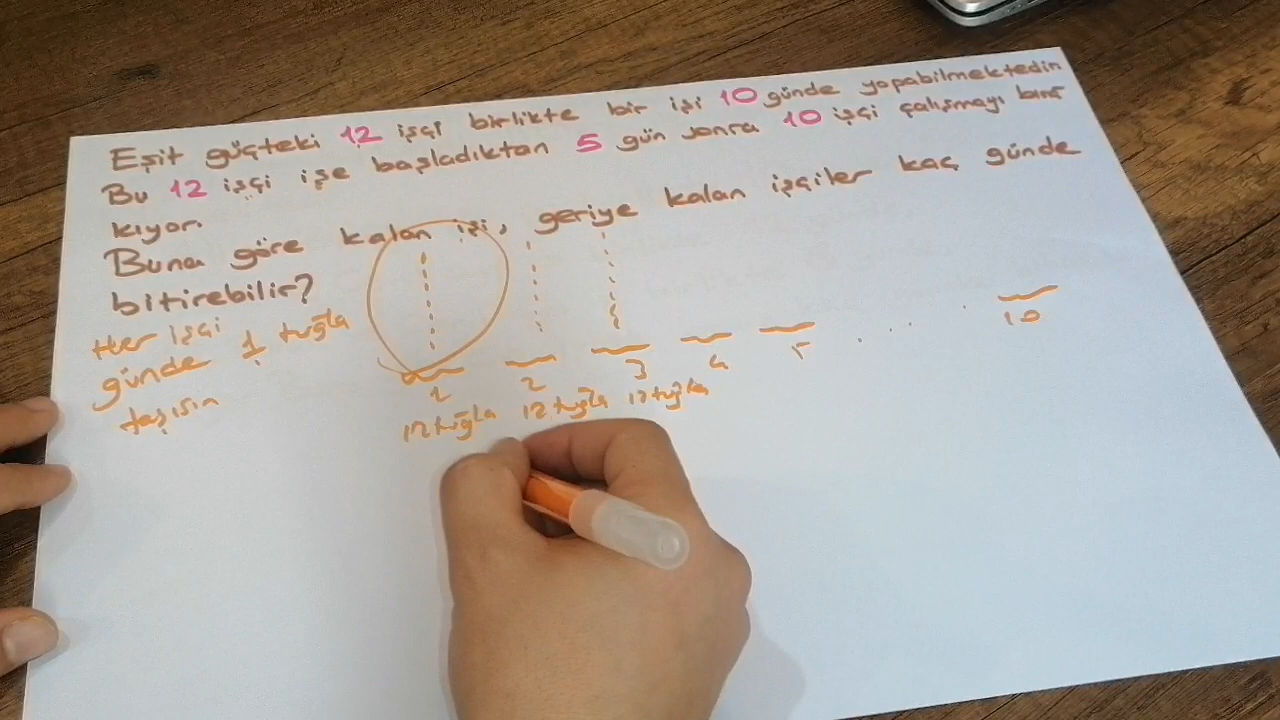 Eşit güçteki 12 işçi birlikte bir işi 10 günde yapabilmektedir
Bu 12 işçi işe başladıktan 5 gün sonra 10 işçi çalışmayı bıra
kıyor.
Buna göre kalan işi, geriye kalan işçiler kaç günde
bitirebilir?
Her işçi
günde 1 tuğla
taşısın
1 2 3 4 5 . . . . 10
12 tuğla 12 tuğla 12 tuğla